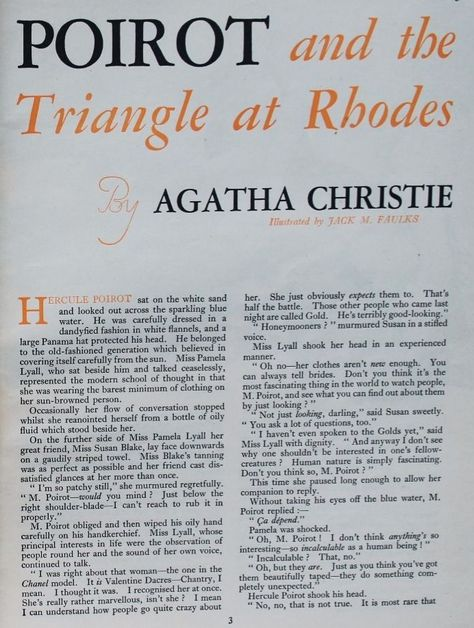 POIROT and the
Triangle at Rhodes
By AGATHA CHRISTIE
Illustrated by JACK M. FAULKS
HERCULE POIROT sat on the white sand
and looked out across the sparkling blue
water. He was carefully dressed in a
dandyfied fashion in white flannels, and a
large Panama hat protected his head. He belonged
to the old-fashioned generation which believed in
covering itself carefully from the sun. Miss Pamela
Lyall, who sat beside him and talked ceaselessly,
represented the modern school of thought in that
she was wearing the barest minimum of clothing on
her sun-browned person.
Occasionally her flow of conversation stopped
whilst she reanointed herself from a bottle of oily
fluid which stood beside her.
On the further side of Miss Pamela Lyall her
great friend, Miss Susan Blake, lay face downwards
on a gaudily striped towel. Miss Blake's tanning
was as perfect as possible and her friend cast dis-
satisfied glances at her more than once.
" I'm so patchy still," she murmured regretfully.
" M. Poirot—would you mind ? Just below the
right shoulder-blade—I can't reach to rub it in
properly."
M. Poirot obliged and then wiped his oily hand
carefully on his handkerchief. Miss Lyall, whose
principal interests in life were the observation of
people round her and the sound of her own voice,
continued to talk.
" I was right about that woman—the one in the
Chanel model. It is Valentine Dacres—Chantry, I
mean. I thought it was. I recognised her at once.
She's really rather marvellous, isn't she ? I mean
I can understand how people go quite crazy about
her. She just obviously expects them to. That's
half the battle. Those other people who came last
night are called Gold. He's terribly good-looking."
" Honeymooners ? " murmured Susan in a stifled
voice.
Miss Lyall shook her head in an experienced
manner.
" Oh no—her clothes aren't new enough. You
can always tell brides. Don't you think it's the
most fascinating thing in the world to watch people,
M. Poirot, and see what you can find out about them
by just looking ? "
" Not just looking, darling," said Susan sweetly.
" You ask a lot of questions, too."
" I haven't even spoken to the Golds yet," said
Miss Lyall with dignity. " And anyway I don't see
why one shouldn't be interested in one's fellow-
creatures ? Human nature is simply fascinating.
Don't you think so, M. Poirot ? "
This time she paused long enough to allow her
companion to reply.
Without taking his eyes off the blue water, M.
Poirot replied :—
" Ça dépend."
Pamela was shocked.
" Oh, M. Poirot ! I don't think anything's so
interesting—so incalculable as a human being ! "
" Incalculable ? That, no."
" Oh, but they are. Just as you think you've got
them beautifully taped—they do something com-
pletely unexpected."
Hercule Poirot shook his head.
" No, no, that is not true. It is most rare that
3